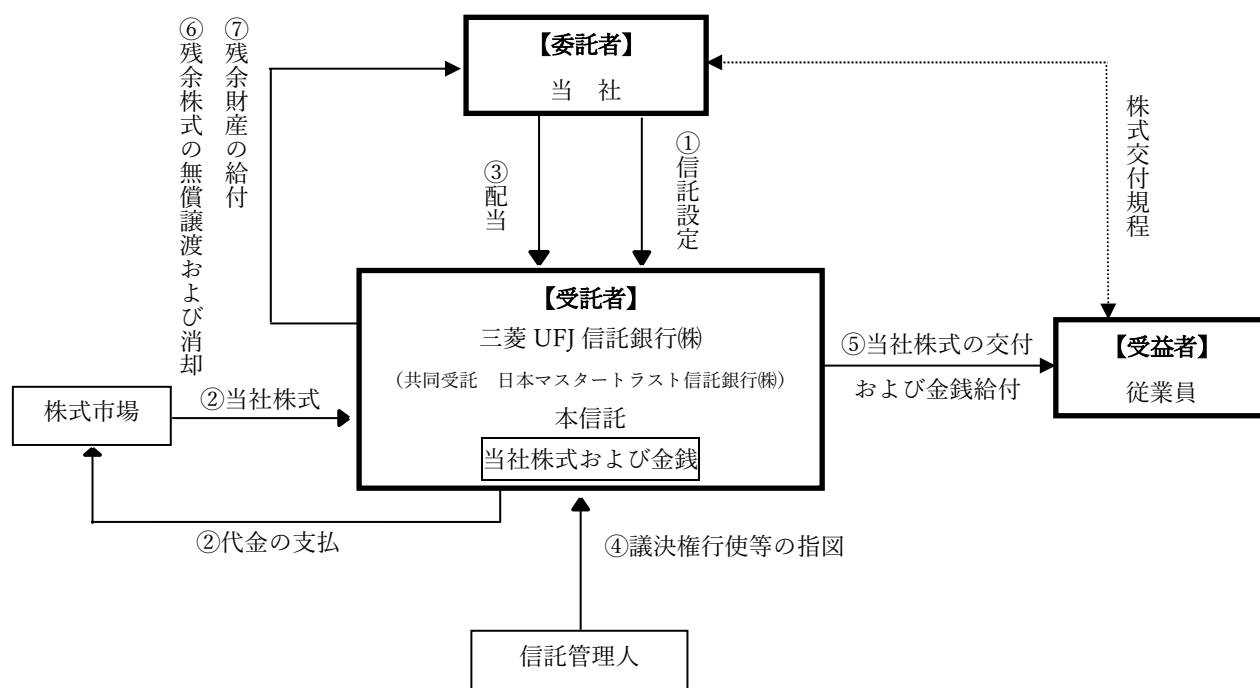 【委託者】
当 社
⑦残余財産の給付
⑥残余株式の無償譲渡および消却
③配当
①信託設定
株式交付規程
【受託者】
三菱 UFJ 信託銀行㈱
（共同受託 日本マスタートラスト信託銀行㈱）
本信託
当社株式および金銭
⑤当社株式の交付
および金銭給付
【受益者】
従業員
株式市場
②当社株式
②代金の支払
④議決権行使等の指図
信託管理人